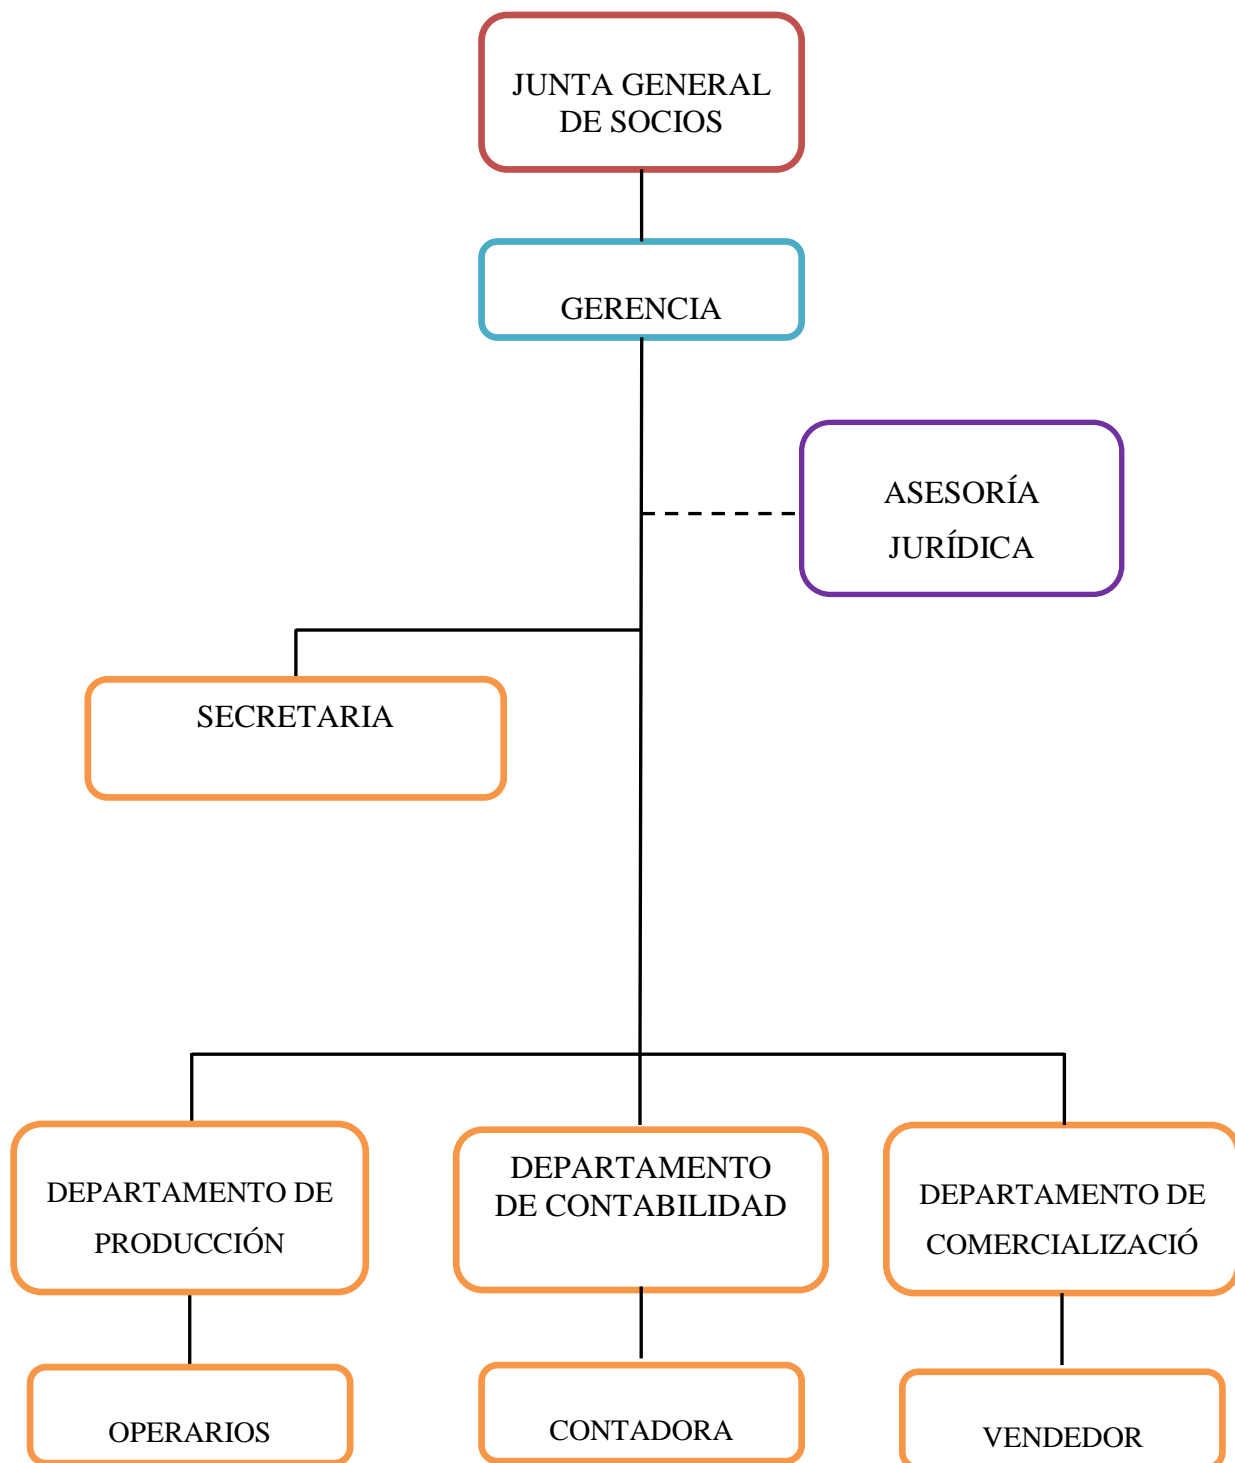 JUNTA GENERAL
DE SOCIOS
GERENCIA
ASESORÍA
JURÍDICA
SECRETARIA
DEPARTAMENTO DE
PRODUCCIÓN
DEPARTAMENTO
DE CONTABILIDAD
DEPARTAMENTO DE
COMERCIALIZACIÓ
OPERARIOS
CONTADORA
VENDEDOR